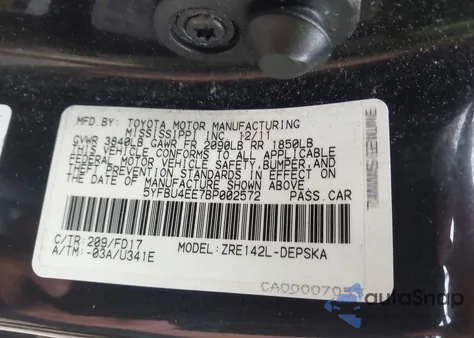 MFD BY: TOYOTA MOTOR MANUFACTURING
MISSISSIPPI INC 12/11
GVWR 3840LB GAWR FR 2090LB RR 1850LB
THIS VEHICLE CONFORMS TO ALL APPLICABLE
FEDERAL MOTOR VEHICLE SAFETY,BUMPER,AND
THEFT PREVENTION STANDARDS IN EFFECT ON
THE DATE OF MANUFACTURE SHOWN ABOVE
5YFBU4EE7BP002572 PASS.CAR
C/TR:209/FD17 MODEL:ZRE142L-DEPSKA
A/TM:-03A/U341E
autoSnap